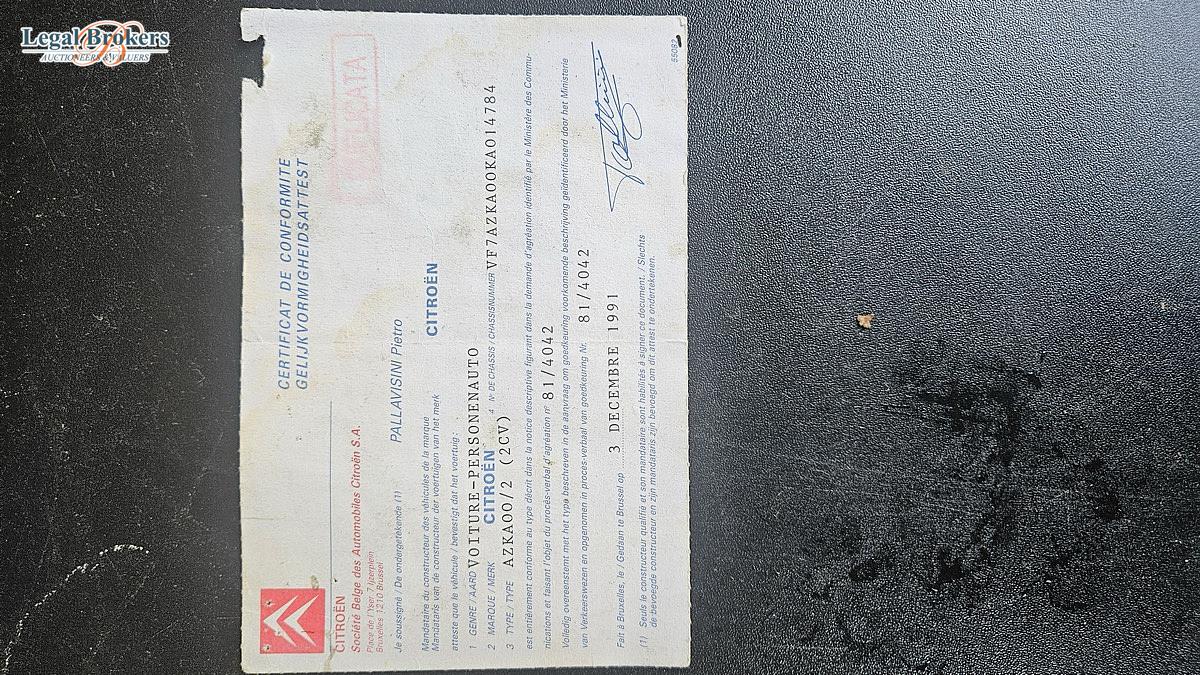 Legal Brokers
AUCTIONEERS & VALUERS
CITROËN
Société Belge des Automobiles Citroën S.A.
Place de l'Yser, 7 Ijzerplein
Bruxelles 1210 Brussel
CERTIFICAT DE CONFORMITE
GELIJKVORMIGHEIDSATTEST
DUPLICATA
Je soussigné / De ondergetekende (1) PALLAVISINI Pietro
Mandataire du constructeur des véhicules de la marque
Mandataris van de constructeur der voertuigen van het merk CITROËN
atteste que le véhicule / bevestigt dat het voertuig :
1 GENRE / AARD VOITURE-PERSONENAUTO
2 MARQUE / MERK CITROËN 4 N° DE CHASSIS / CHASSISNUMMER VF7AZKA00KA014784
3 TYPE / TYPE AZKA00/2 (2CV)
est entièrement conforme au type décrit dans la notice descriptive figurant dans la demande d'agréation identifié par le Ministère des Commu-
nications et faisant l'objet du procès-verbal d'agréation n° 81/4042
Volledig overeenstemt met het type beschreven in de aanvraag om goedkeuring voorkomende beschrijving geïdentificeerd door het Ministerie
van Verkeerswezen en opgenomen in proces-verbaal van goedkeuring Nr. 81/4042
Fait à Bruxelles, le / Gedaan te Brussel op 3 DECEMBRE 1991
(1) Seuls le constructeur qualifié et son mandataire sont habilités à signer ce document. / Slechts
de bevoegde constructeur en zijn mandataris zijn bevoegd om dit attest te ondertekenen.